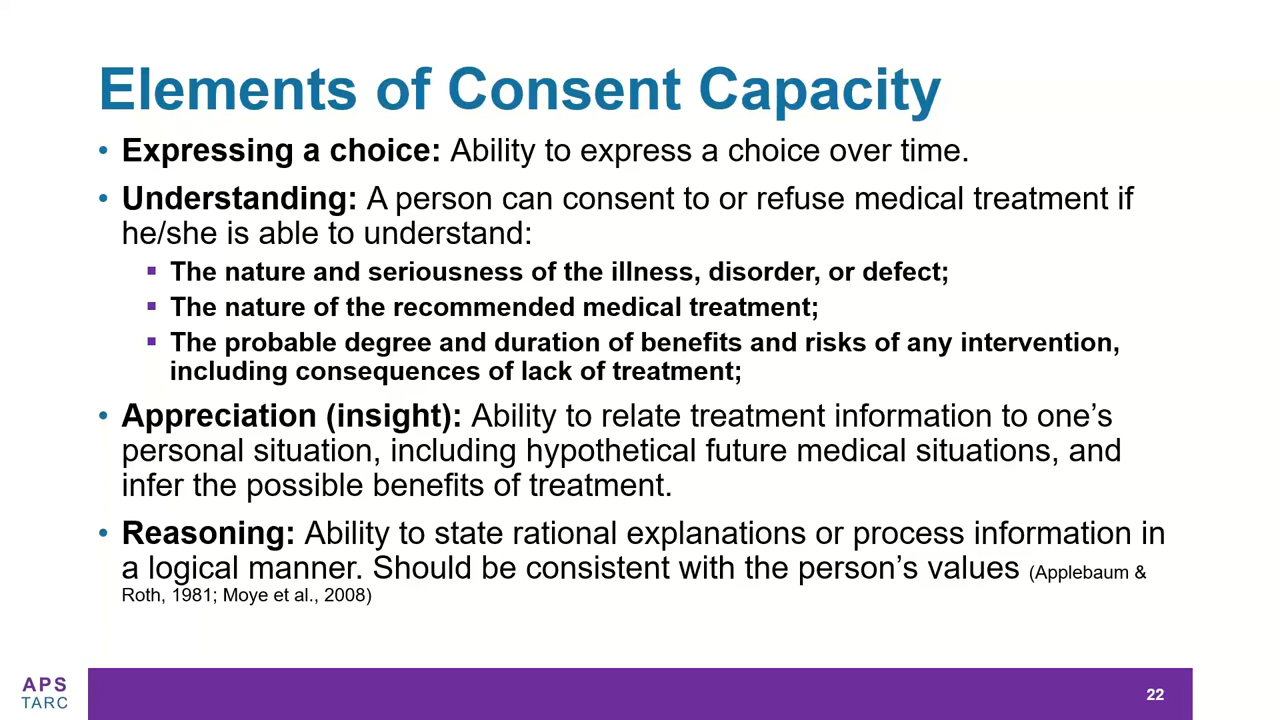 Elements of Consent Capacity
• Expressing a choice: Ability to express a choice over time.
• Understanding: A person can consent to or refuse medical treatment if
he/she is able to understand:
▪ The nature and seriousness of the illness, disorder, or defect;
▪ The nature of the recommended medical treatment;
▪ The probable degree and duration of benefits and risks of any intervention,
including consequences of lack of treatment;
• Appreciation (insight): Ability to relate treatment information to one’s
personal situation, including hypothetical future medical situations, and
infer the possible benefits of treatment.
• Reasoning: Ability to state rational explanations or process information in
a logical manner. Should be consistent with the person’s values (Applebaum &
Roth, 1981; Moye et al., 2008)
APS
TARC
22